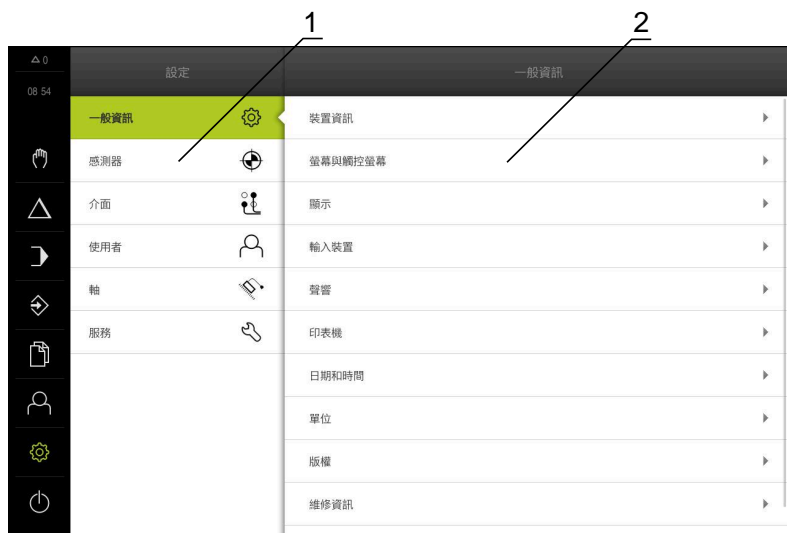 1
2
0
08 54
設定
一般資訊
一般資訊
感測器
介面
使用者
軸
服務
裝置資訊
螢幕與觸控螢幕
顯示
輸入裝置
聲響
印表機
日期和時間
單位
版權
維修資訊